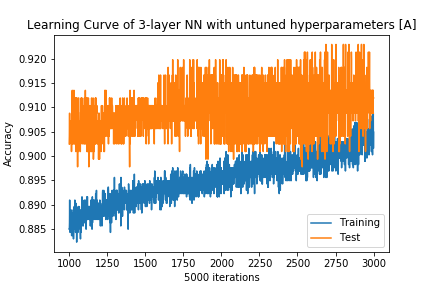 Learning Curve of 3-layer NN with untuned hyperparameters [A]
0.920
0.915
0.910
0.905
0.900
0.895
0.890
0.885
Accuracy
Training
Test
1000 1250 1500 1750 2000 2250 2500 2750 3000
5000 iterations